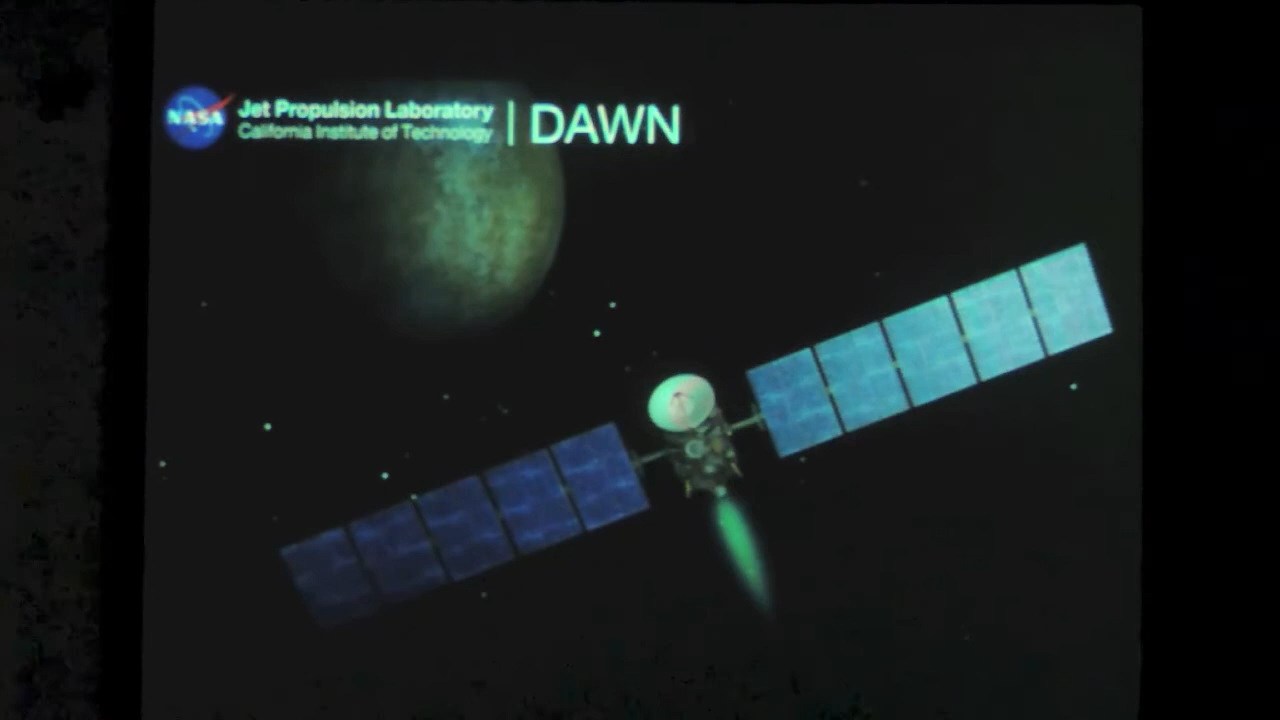 NASA
Jet Propulsion Laboratory
California Institute of Technology
DAWN